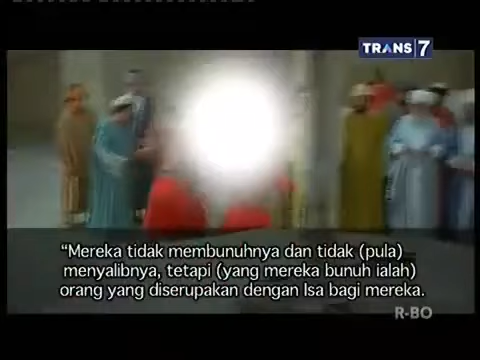 TRANS 7
“Mereka tidak membunuhnya dan tidak (pula)
menyalibnya, tetapi (yang mereka bunuh ialah)
orang yang diserupakan dengan Isa bagi mereka.
R-BO